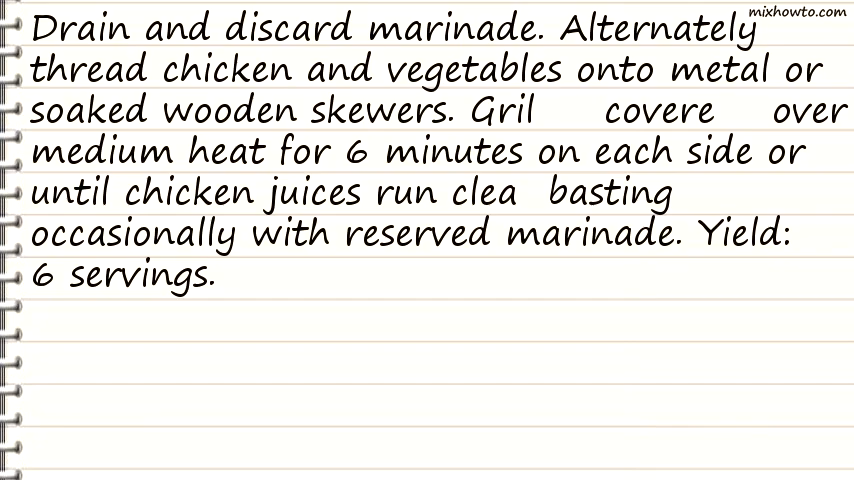 mixhowto.com
Drain and discard marinade. Alternately
thread chicken and vegetables onto metal or
soaked wooden skewers. Gril covere over
medium heat for 6 minutes on each side or
until chicken juices run clea basting
occasionally with reserved marinade. Yield:
6 servings.